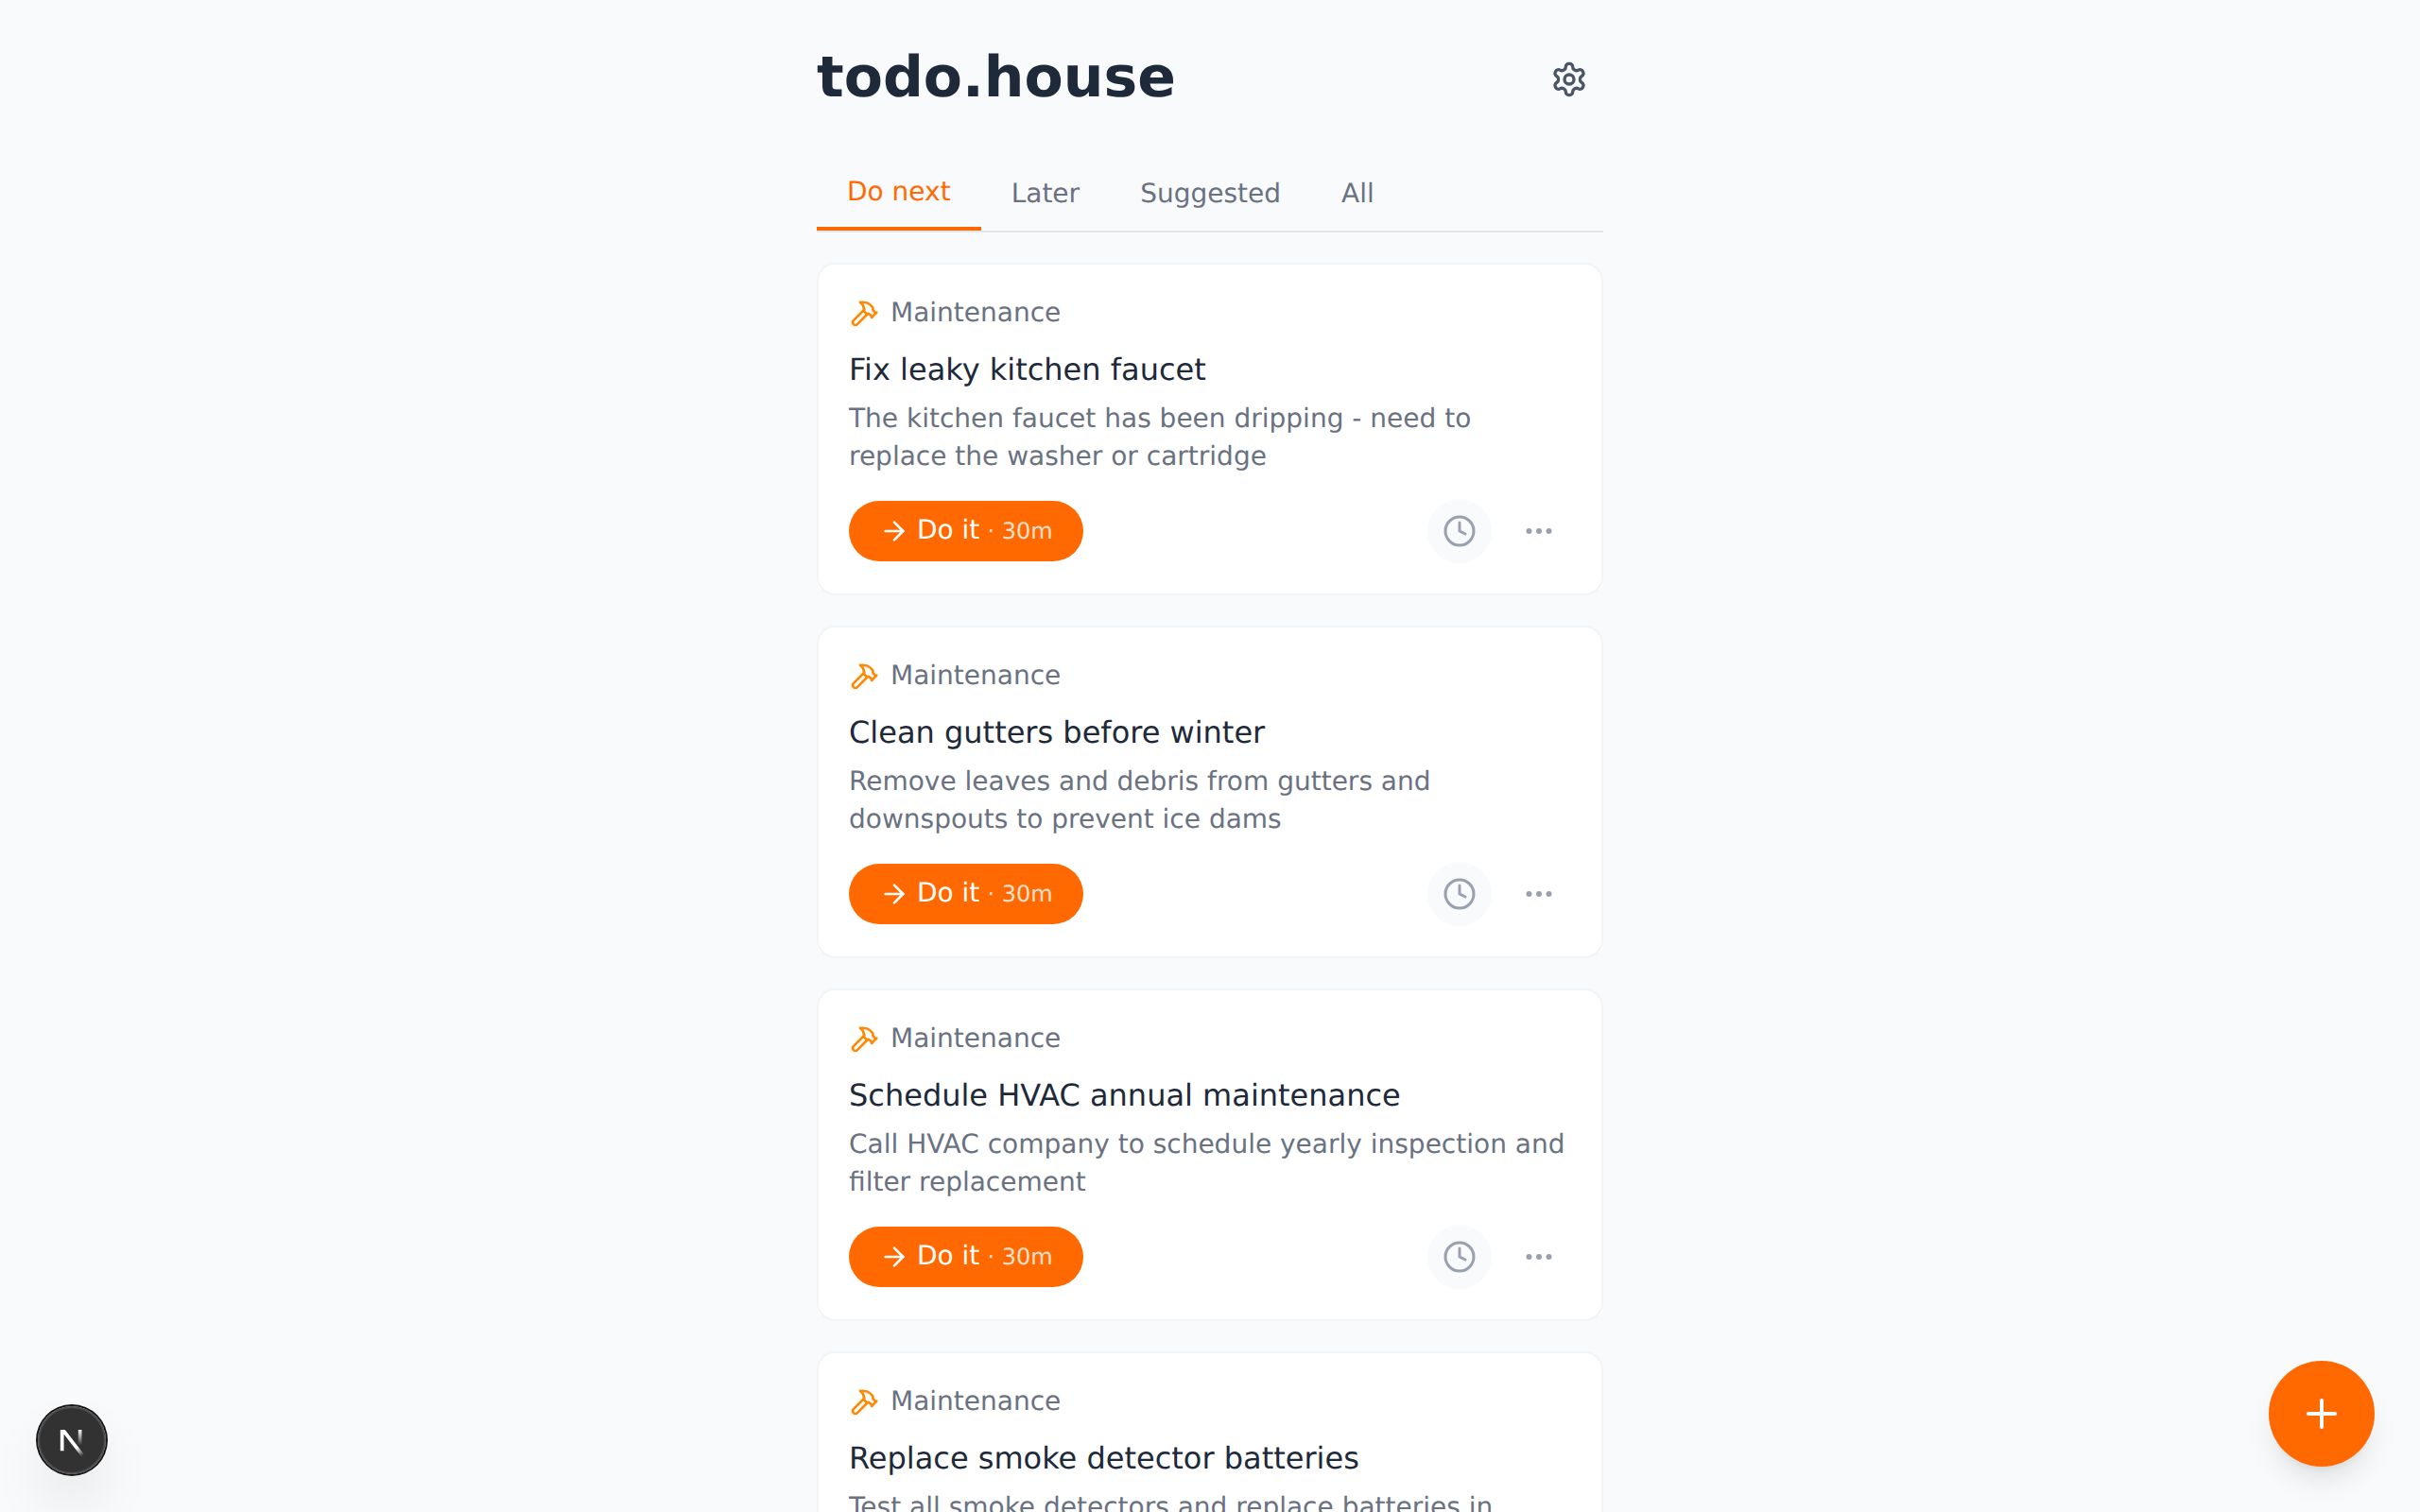 todo.house
Do next
Later
Suggested
All
Maintenance
Fix leaky kitchen faucet
The kitchen faucet has been dripping - need to
replace the washer or cartridge
Do it · 30m
Maintenance
Clean gutters before winter
Remove leaves and debris from gutters and
downspouts to prevent ice dams
Do it · 30m
Maintenance
Schedule HVAC annual maintenance
Call HVAC company to schedule yearly inspection and
filter replacement
Do it · 30m
Maintenance
Replace smoke detector batteries
Test all smoke detectors and replace batteries in
N